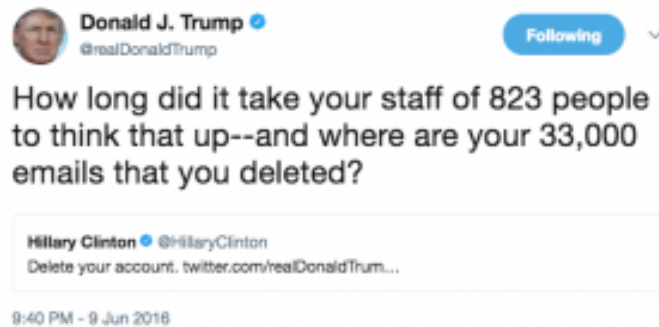 Donald J. Trump
@realDonaldTrump
Following
How long did it take your staff of 823 people
to think that up--and where are your 33,000
emails that you deleted?
Hillary Clinton @HillaryClinton
Delete your account. twitter.com/realDonaldTrum...
9:40 PM - 9 Jun 2016